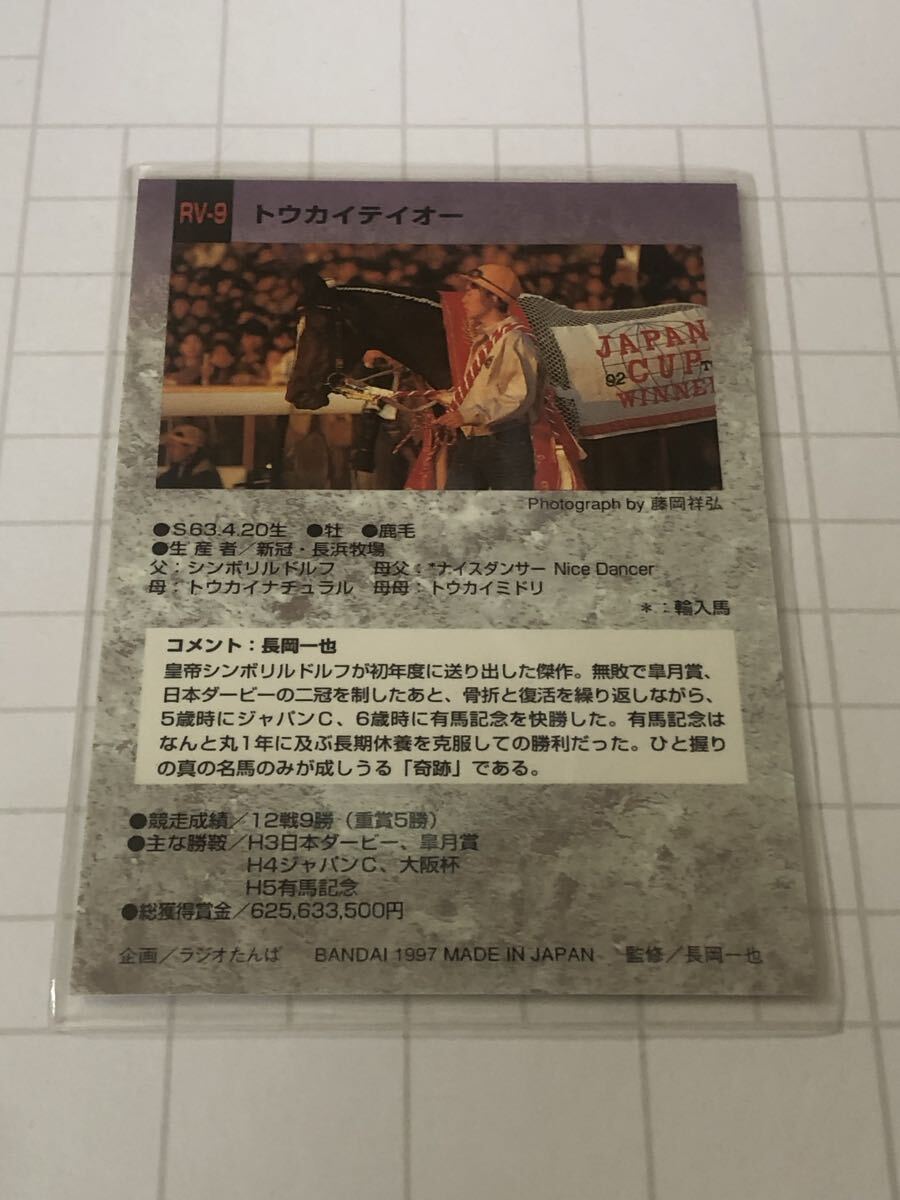 RV-9 トウカイテイオー
JAPAN
92 CUP
WINNE
Photograph by 藤岡祥弘
●S63.4.20生 ●牡 ●鹿毛
●生産者/新冠・長浜牧場
父:シンボリルドルフ 母父:*ナイスダンサー Nice Dancer
母:トウカイナチュラル 母母:トウカイミドリ
*:輸入馬
コメント:長岡一也
皇帝シンボリルドルフが初年度に送り出した傑作。無敗で皐月賞、
日本ダービーの二冠を制したあと、骨折と復活を繰り返しながら、
5歳時にジャパンC、6歳時に有馬記念を快勝した。有馬記念は
なんと丸1年に及ぶ長期休養を克服しての勝利だった。ひと握り
の真の名馬のみが成しうる「奇跡」である。
●競走成績/12戦9勝(重賞5勝)
●主な勝鞍/H3日本ダービー、皐月賞
H4ジャパンC、大阪杯
H5有馬記念
●総獲得賞金/625,633,500円
企画/ラジオたんぱ BANDAI 1997 MADE IN JAPAN 監修/長岡一也